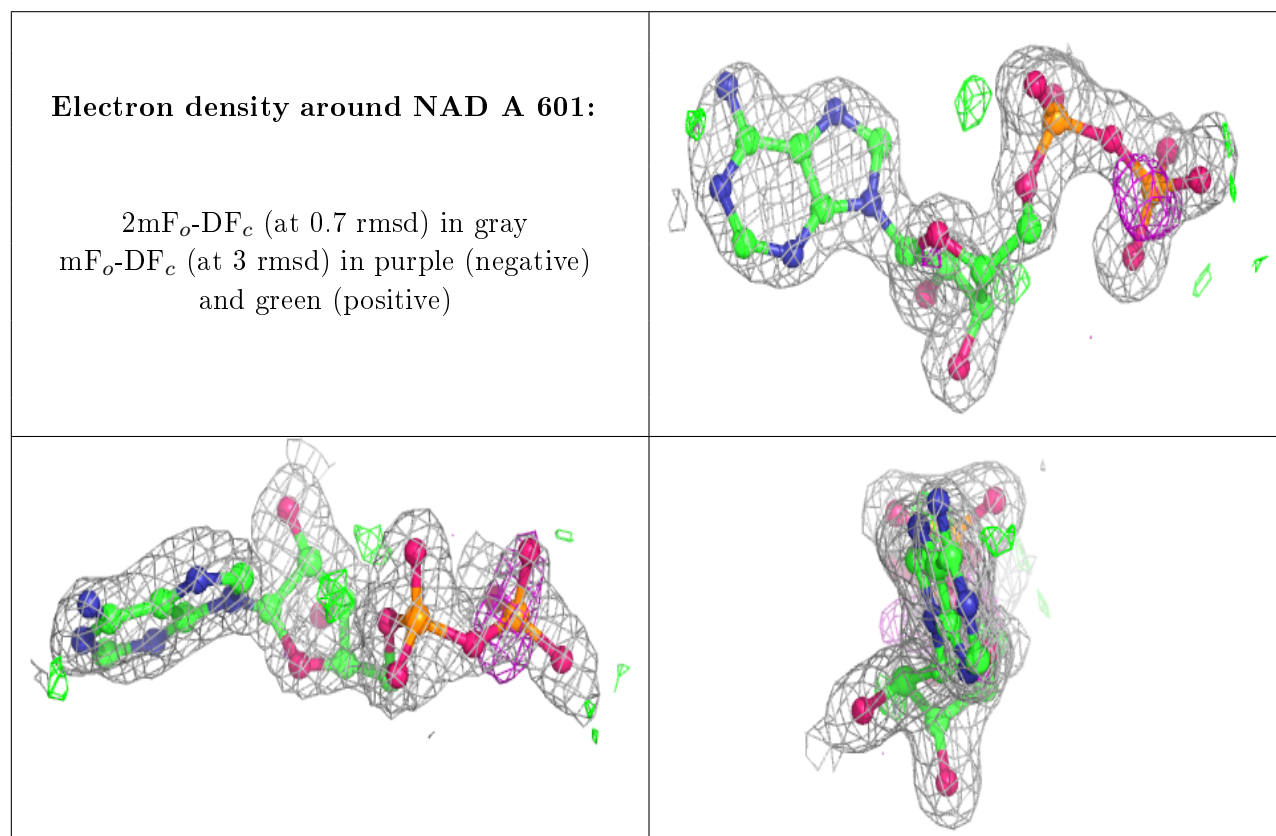 Electron density around NAD A 601:
2mFₒ-DF𝒸 (at 0.7 rmsd) in gray
mFₒ-DF𝒸 (at 3 rmsd) in purple (negative)
and green (positive)